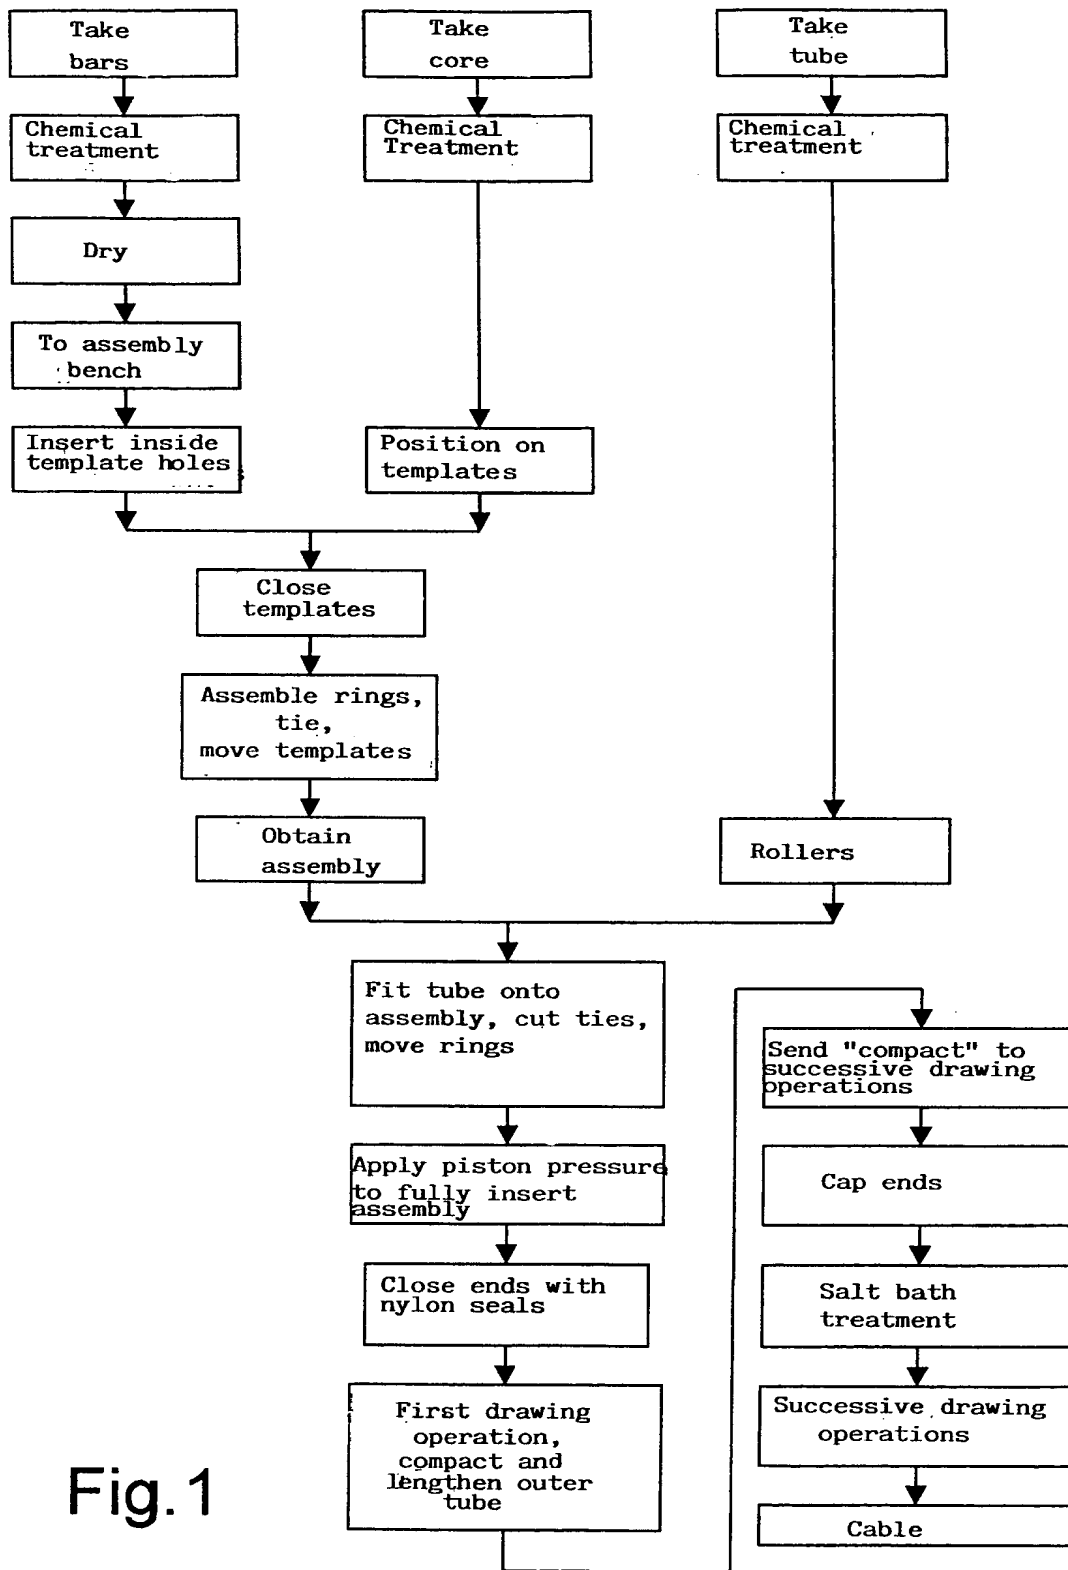 Take
bars
Take
core
Take
tube
Chemical
treatment
Chemical
Treatment
Chemical
treatment
Dry
To assembly
bench
Insert inside
template holes
Position on
templates
Close
templates
Assemble rings,
tie,
move templates
Obtain
assembly
Rollers
Fit tube onto
assembly, cut ties,
move rings
Apply piston pressure
to fully insert
assembly
Close ends with
nylon seals
First drawing
operation,
compact and
lengthen outer
tube
Send "compact" to
successive drawing
operations
Cap ends
Salt bath
treatment
Successive drawing
operations
Cable
Fig.1